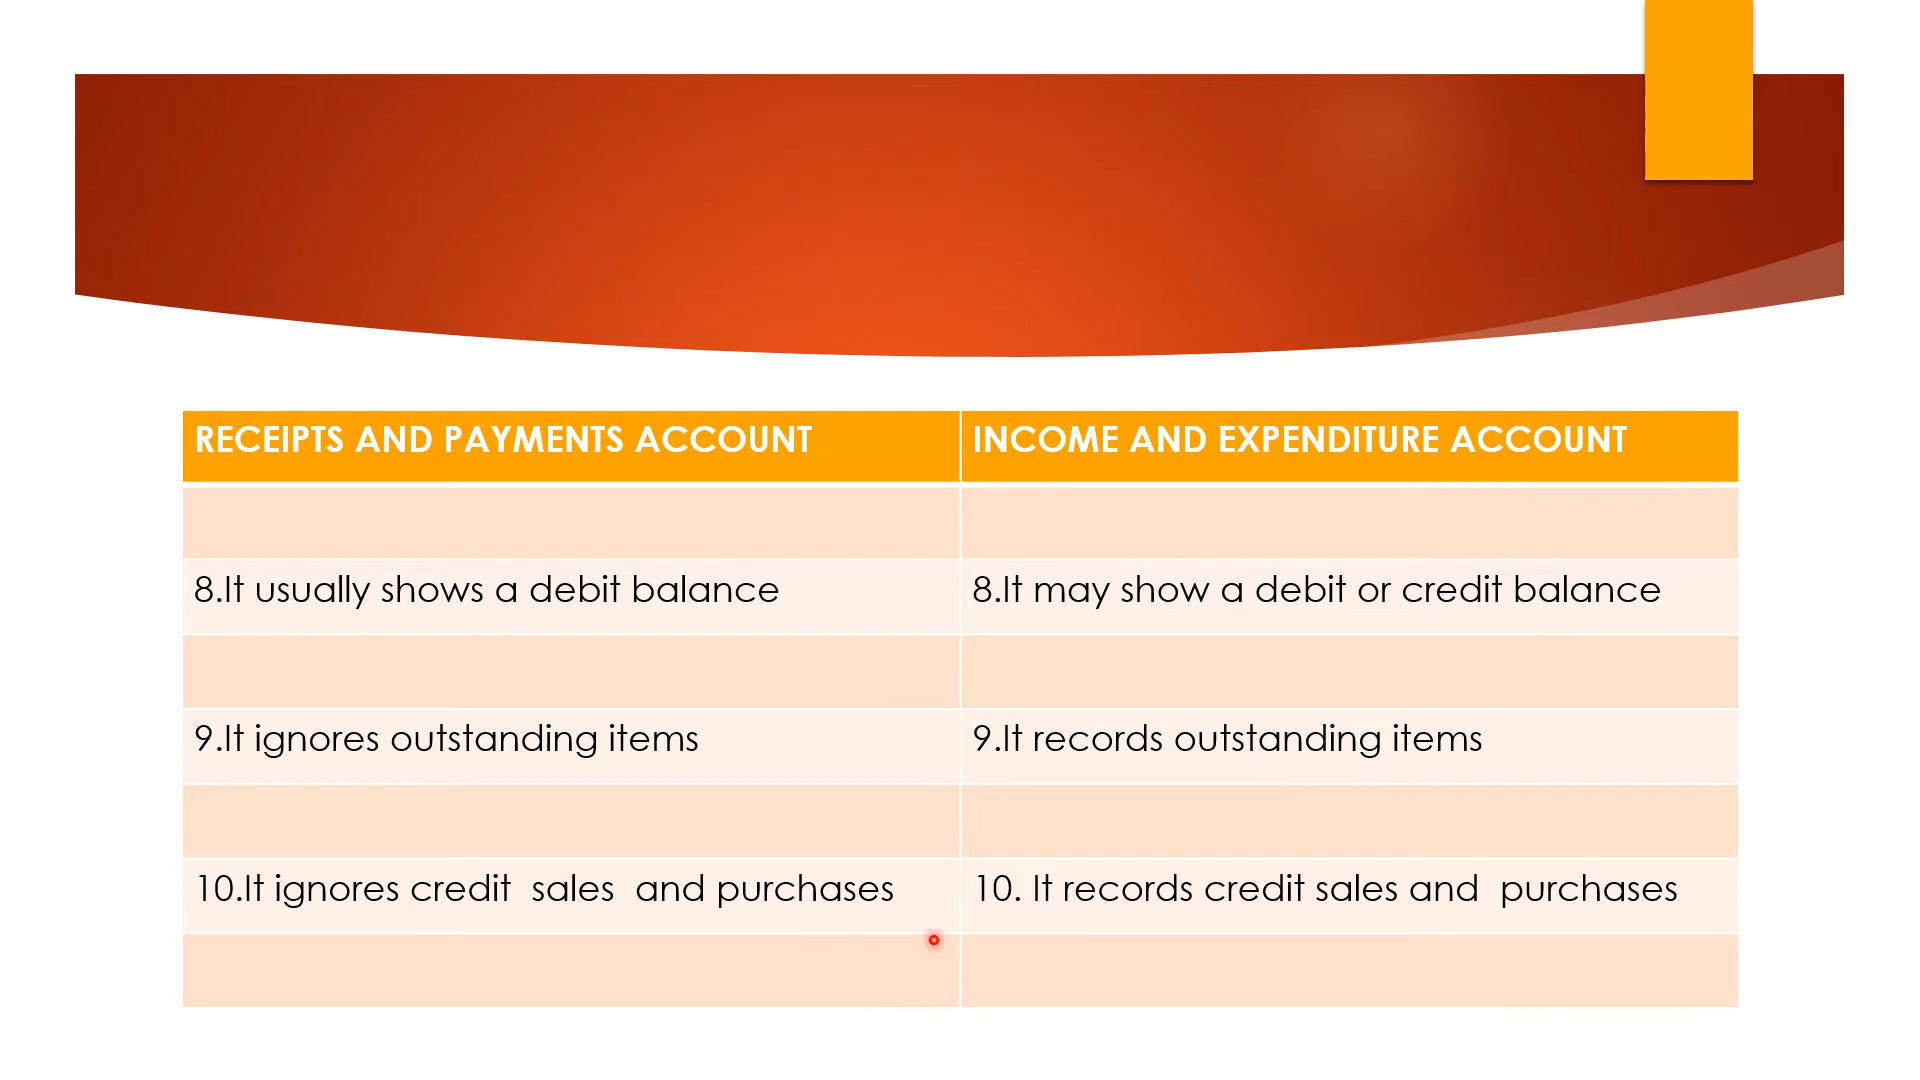 RECEIPTS AND PAYMENTS ACCOUNT
INCOME AND EXPENDITURE ACCOUNT
8.It usually shows a debit balance
8.It may show a debit or credit balance
9.It ignores outstanding items
9.It records outstanding items
10.It ignores credit  sales  and purchases
10. It records credit sales and  purchases